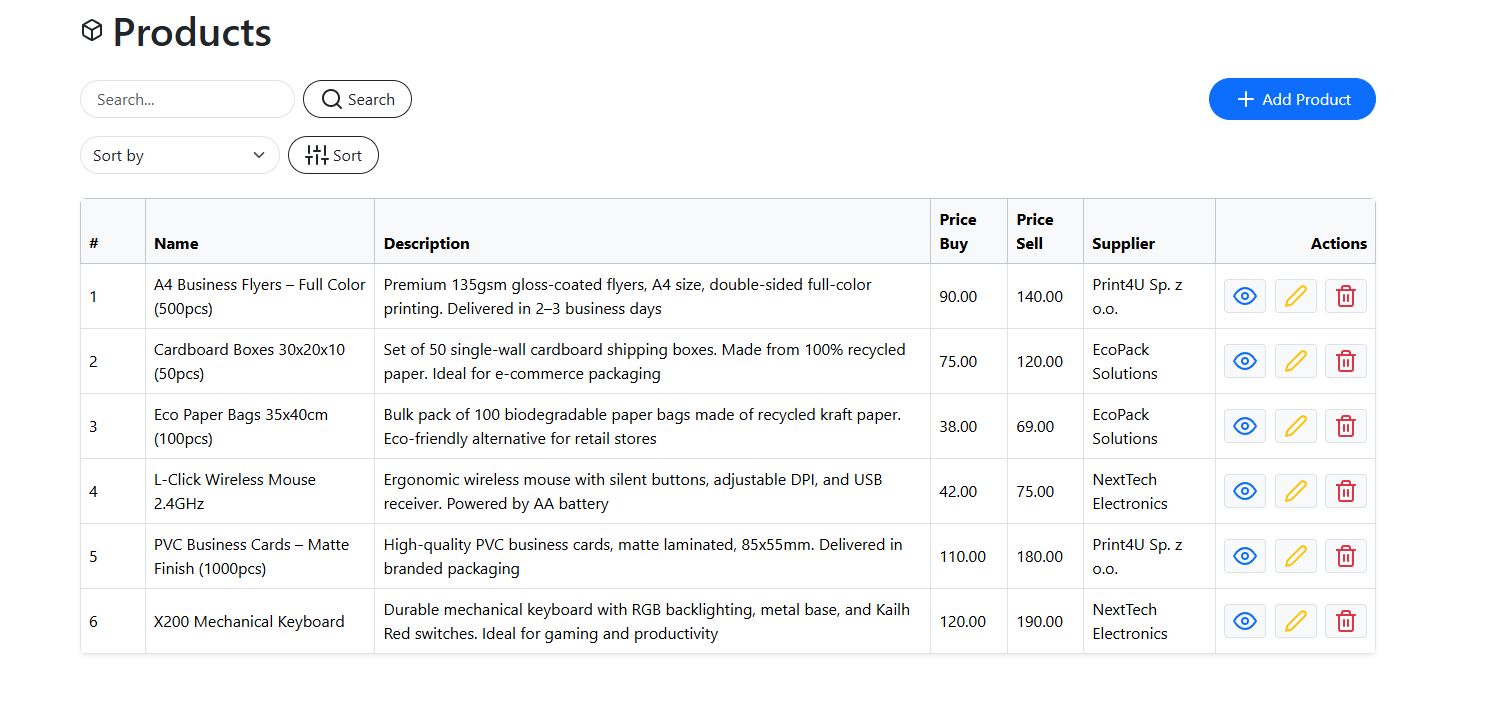 Products
Search...
Search
Add Product
Sort by
Sort
# Name Description Price Buy Price Sell Supplier Actions
1 A4 Business Flyers – Full Color (500pcs) Premium 135gsm gloss-coated flyers, A4 size, double-sided full-color printing. Delivered in 2–3 business days 90.00 140.00 Print4U Sp. z o.o.
2 Cardboard Boxes 30x20x10 (50pcs) Set of 50 single-wall cardboard shipping boxes. Made from 100% recycled paper. Ideal for e-commerce packaging 75.00 120.00 EcoPack Solutions
3 Eco Paper Bags 35x40cm (100pcs) Bulk pack of 100 biodegradable paper bags made of recycled kraft paper. Eco-friendly alternative for retail stores 38.00 69.00 EcoPack Solutions
4 L-Click Wireless Mouse 2.4GHz Ergonomic wireless mouse with silent buttons, adjustable DPI, and USB receiver. Powered by AA battery 42.00 75.00 NextTech Electronics
5 PVC Business Cards – Matte Finish (1000pcs) High-quality PVC business cards, matte laminated, 85x55mm. Delivered in branded packaging 110.00 180.00 Print4U Sp. z o.o.
6 X200 Mechanical Keyboard Durable mechanical keyboard with RGB backlighting, metal base, and Kailh Red switches. Ideal for gaming and productivity 120.00 190.00 NextTech Electronics